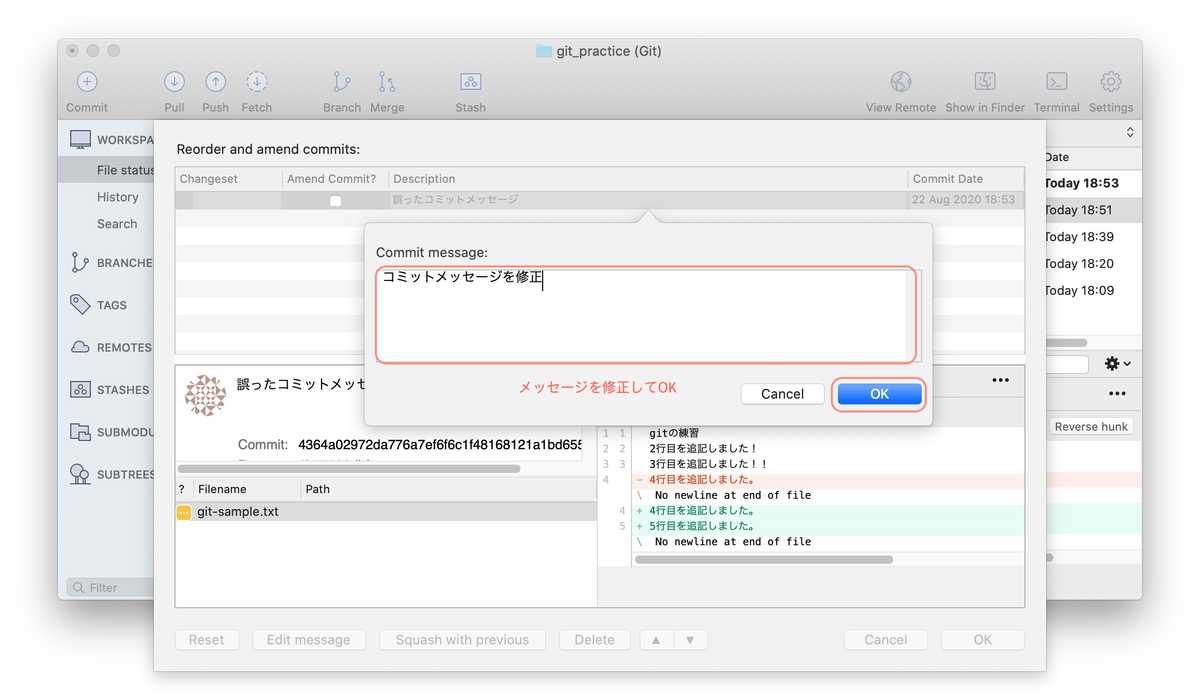 git_practice (Git)
Commit Pull Push Fetch Branch Merge Stash View Remote Show in Finder Terminal Settings
WORKSPA
File status
History
Search
BRANCHE
TAGS
REMOTES
STASHES
SUBMODU
SUBTREES
Filter
Reorder and amend commits:
Changeset Amend Commit? Description Commit Date
誤ったコミットメッセージ 22 Aug 2020 18:53
Commit message:
コミットメッセージを修正
メッセージを修正してOK
Cancel OK
誤ったコミットメッセ
Commit: 4364a02972da776a7ef6f6c1f48168121a1bd655
? Filename Path
git-sample.txt
1 1 gitの練習
2 2 2行目を追記しました！
3 3 3行目を追記しました！！
4 - 4行目を追記しました。
\ No newline at end of file
4 + 4行目を追記しました。
5 + 5行目を追記しました。
\ No newline at end of file
Reset Edit message Squash with previous Delete ▲ ▼ Cancel OK
Date
Today 18:53
Today 18:51
Today 18:39
Today 18:20
Today 18:09
Reverse hunk